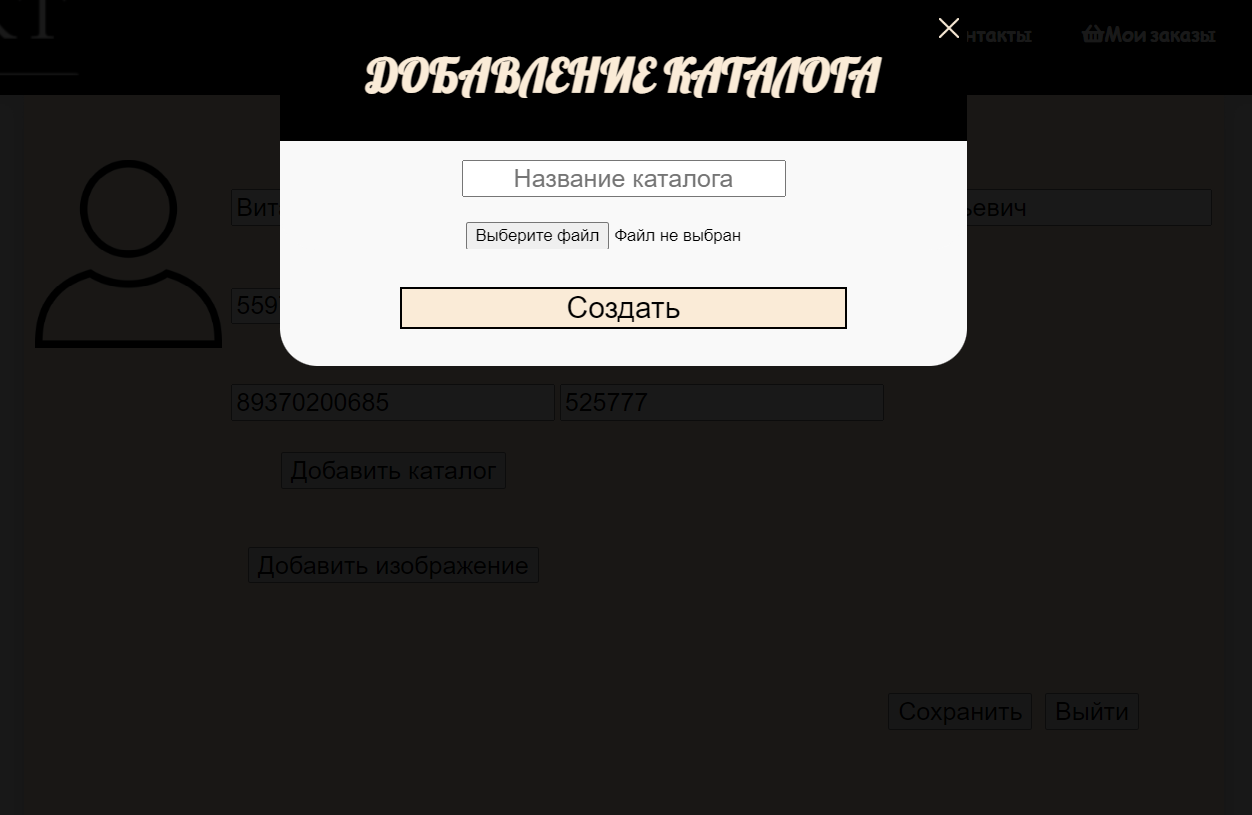 Мои заказы
ДОБАВЛЕНИЕ КАТАЛОГА
Название каталога
Выберите файл Файл не выбран
Создать
89370200685 525777
Добавить каталог
Добавить изображение
Сохранить Выйти